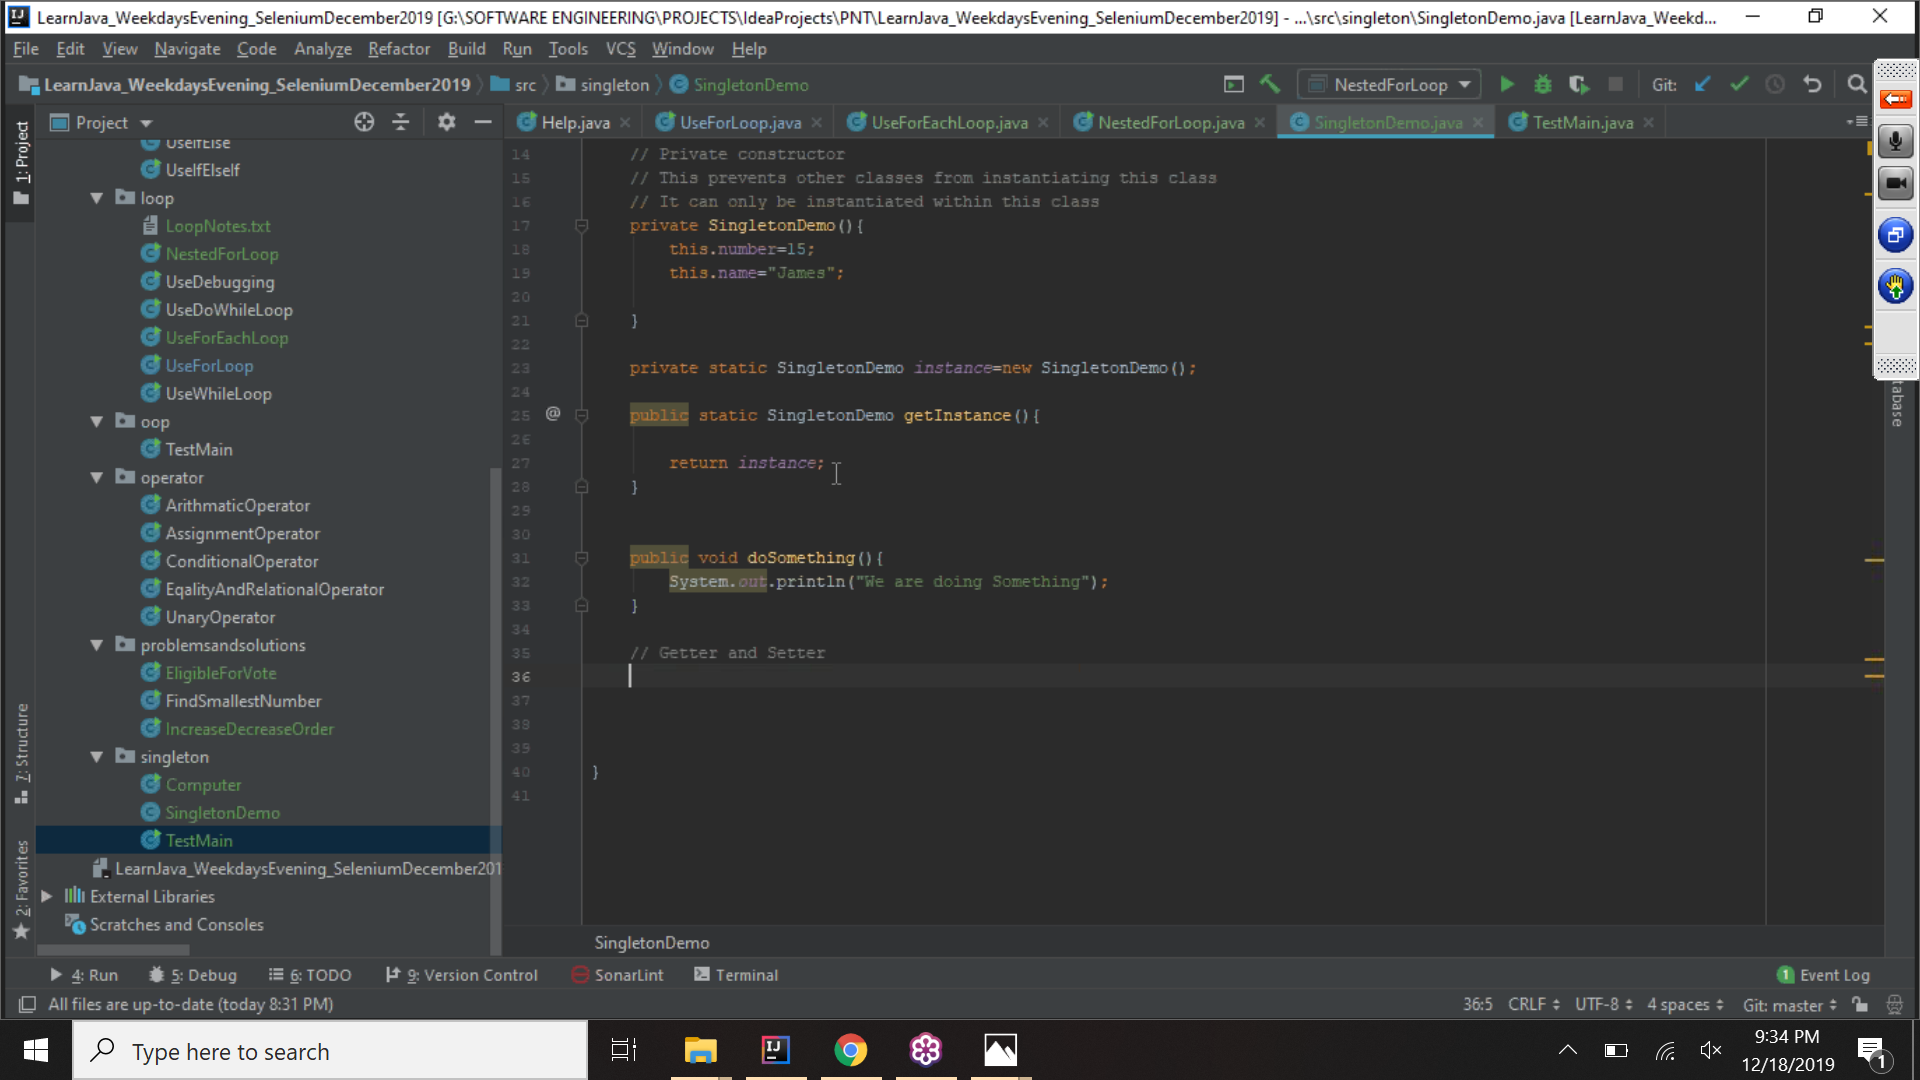 LearnJava_WeekdaysEvening_SeleniumDecember2019 [G:\SOFTWARE ENGINEERING\PROJECTS\IdeaProjects\PNT\LearnJava_WeekdaysEvening_SeleniumDecember2019] - ...\src\singleton\SingletonDemo.java [LearnJava_Weekd...
File Edit View Navigate Code Analyze Refactor Build Run Tools VCS Window Help
LearnJava_WeekdaysEvening_SeleniumDecember2019 src singleton SingletonDemo NestedForLoop Git:
Project Help.java UseForLoop.java UseForEachLoop.java NestedForLoop.java SingletonDemo.java TestMain.java
1: Project
7: Structure
2: Favorites
UseIfElse
UseIfElseIf
loop
LoopNotes.txt
NestedForLoop
UseDebugging
UseDoWhileLoop
UseForEachLoop
UseForLoop
UseWhileLoop
oop
TestMain
operator
ArithmaticOperator
AssignmentOperator
ConditionalOperator
EqalityAndRelationalOperator
UnaryOperator
problemsandsolutions
EligibleForVote
FindSmallestNumber
IncreaseDecreaseOrder
singleton
Computer
SingletonDemo
TestMain
LearnJava_WeekdaysEvening_SeleniumDecember201
External Libraries
Scratches and Consoles
14 // Private constructor
15 // This prevents other classes from instantiating this class
16 // It can only be instantiated within this class
17 private SingletonDemo(){
18 this.number=15;
19 this.name="James";
20
21 }
22
23 private static SingletonDemo instance=new SingletonDemo();
24
25 @ public static SingletonDemo getInstance(){
26
27 return instance;
28 }
29
30
31 public void doSomething(){
32 System.out.println("We are doing Something");
33 }
34
35 // Getter and Setter
36
37
38
39
40 }
41
tabase
SingletonDemo
4: Run 5: Debug 6: TODO 9: Version Control SonarLint Terminal 1 Event Log
All files are up-to-date (today 8:31 PM) 36:5 CRLF UTF-8 4 spaces Git: master
Type here to search
9:34 PM
12/18/2019
1